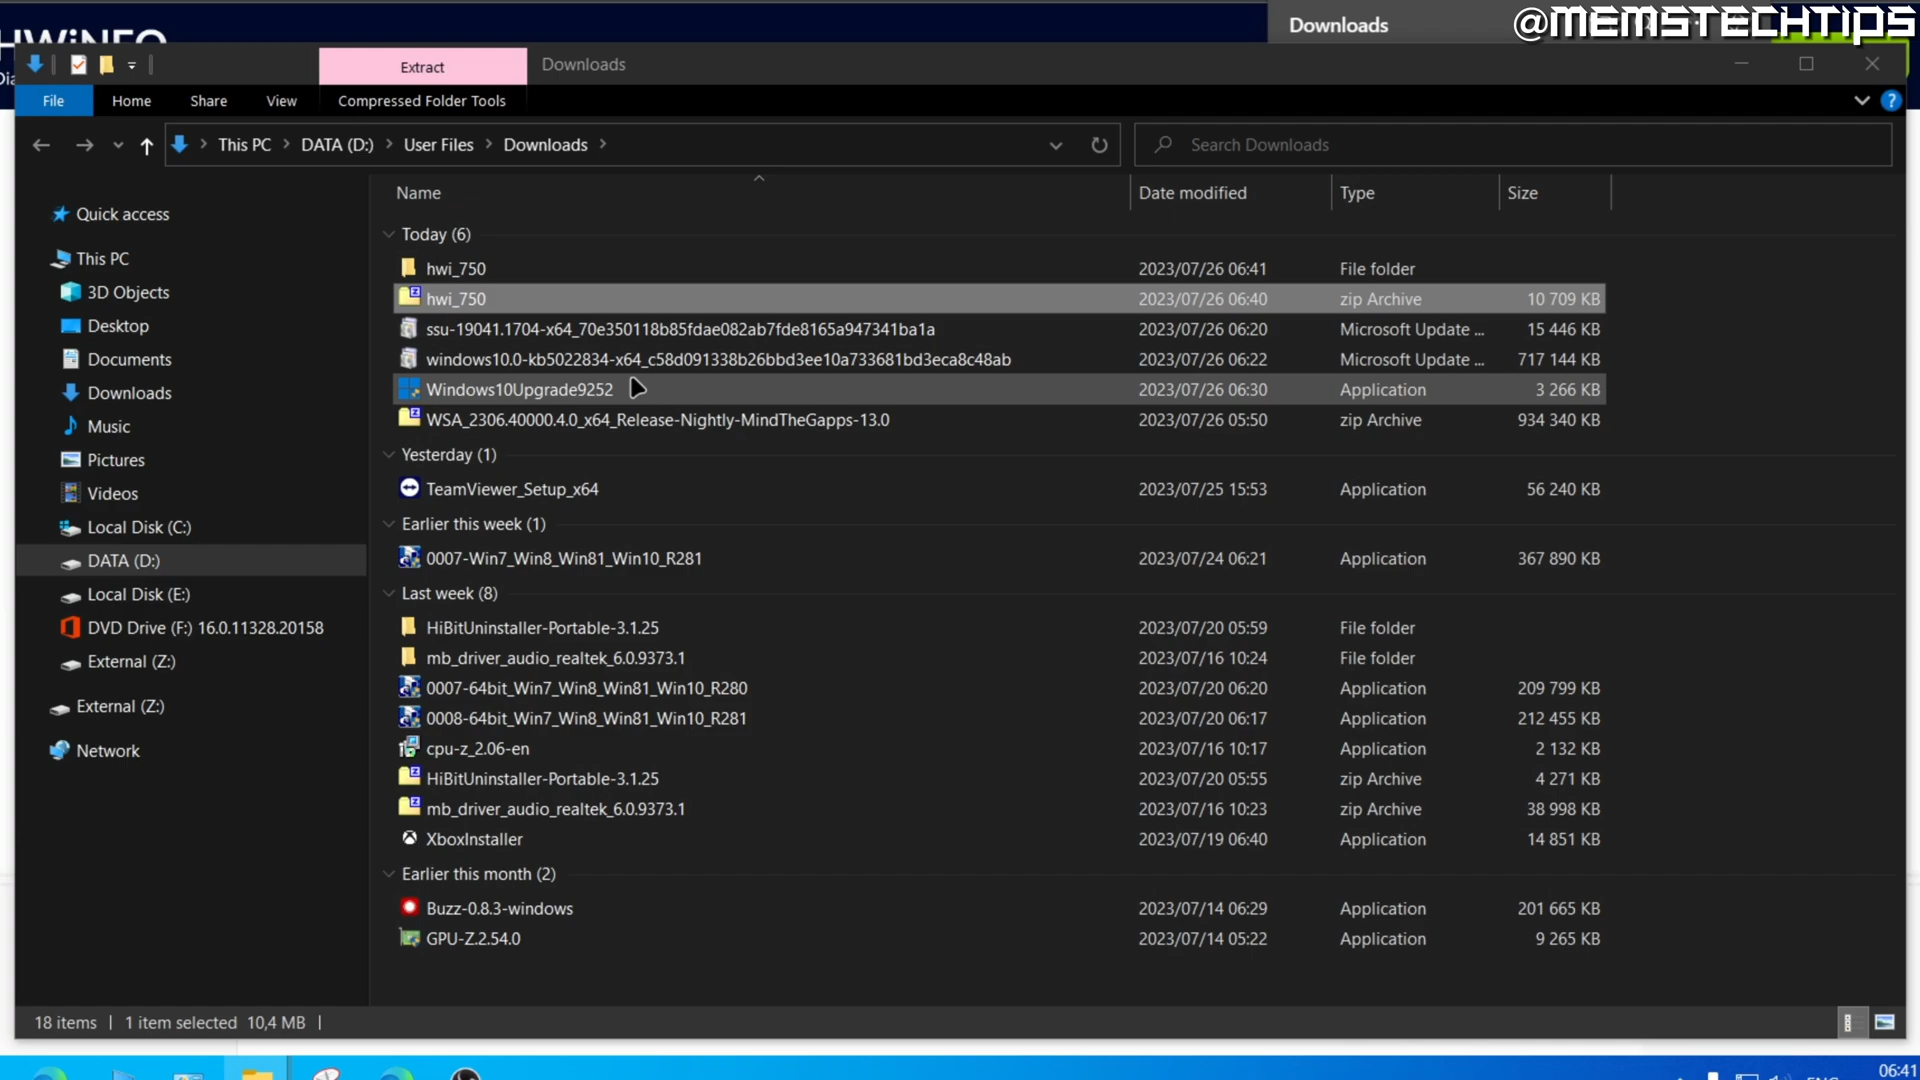 HWiNFO
Downloads
@MEMSTECHTIPS
Extract
Downloads
File
Home
Share
View
Compressed Folder Tools
This PC
DATA (D:)
User Files
Downloads
Search Downloads
Name
Date modified
Type
Size
Quick access
This PC
3D Objects
Desktop
Documents
Downloads
Music
Pictures
Videos
Local Disk (C:)
DATA (D:)
Local Disk (E:)
DVD Drive (F:) 16.0.11328.20158
External (Z:)
External (Z:)
Network
Today (6)
hwi_750 2023/07/26 06:41 File folder
hwi_750 2023/07/26 06:40 zip Archive 10 709 KB
ssu-19041.1704-x64_70e350118b85fdae082ab7fde8165a947341ba1a 2023/07/26 06:20 Microsoft Update ... 15 446 KB
windows10.0-kb5022834-x64_c58d091338b26bbd3ee10a733681bd3eca8c48ab 2023/07/26 06:22 Microsoft Update ... 717 144 KB
Windows10Upgrade9252 2023/07/26 06:30 Application 3 266 KB
WSA_2306.40000.4.0_x64_Release-Nightly-MindTheGapps-13.0 2023/07/26 05:50 zip Archive 934 340 KB
Yesterday (1)
TeamViewer_Setup_x64 2023/07/25 15:53 Application 56 240 KB
Earlier this week (1)
0007-Win7_Win8_Win81_Win10_R281 2023/07/24 06:21 Application 367 890 KB
Last week (8)
HiBitUninstaller-Portable-3.1.25 2023/07/20 05:59 File folder
mb_driver_audio_realtek_6.0.9373.1 2023/07/16 10:24 File folder
0007-64bit_Win7_Win8_Win81_Win10_R280 2023/07/20 06:20 Application 209 799 KB
0008-64bit_Win7_Win8_Win81_Win10_R281 2023/07/20 06:17 Application 212 455 KB
cpu-z_2.06-en 2023/07/16 10:17 Application 2 132 KB
HiBitUninstaller-Portable-3.1.25 2023/07/20 05:55 zip Archive 4 271 KB
mb_driver_audio_realtek_6.0.9373.1 2023/07/16 10:23 zip Archive 38 998 KB
XboxInstaller 2023/07/19 06:40 Application 14 851 KB
Earlier this month (2)
Buzz-0.8.3-windows 2023/07/14 06:29 Application 201 665 KB
GPU-Z.2.54.0 2023/07/14 05:22 Application 9 265 KB
18 items
1 item selected 10,4 MB
06:41